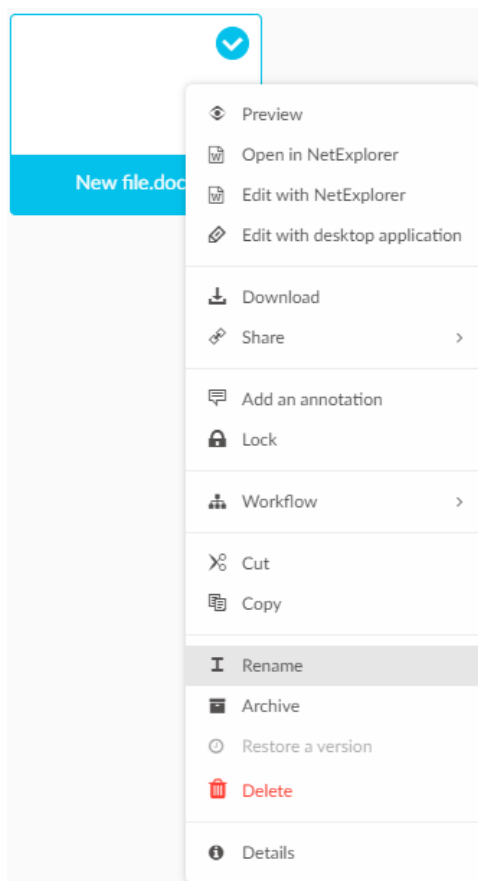 Preview
Open in NetExplorer
New file.doc
Edit with NetExplorer
Edit with desktop application
Download
Share
Add an annotation
Lock
Workflow
Cut
Copy
Rename
Archive
Restore a version
Delete
Details